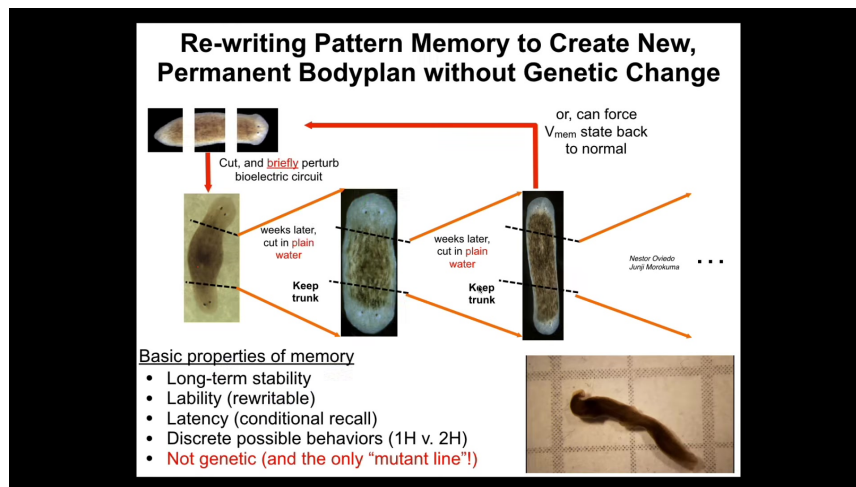 Re-writing Pattern Memory to Create New,
Permanent Bodyplan without Genetic Change
or, can force
Vmem state back
to normal
Cut, and briefly perturb
bioelectric circuit
weeks later,
cut in plain
water
Keep
trunk
weeks later,
cut in plain
water
Keep
trunk
Nestor Oviedo
Junji Morokuma
...
Basic properties of memory
• Long-term stability
• Lability (rewritable)
• Latency (conditional recall)
• Discrete possible behaviors (1H v. 2H)
• Not genetic (and the only “mutant line”!)